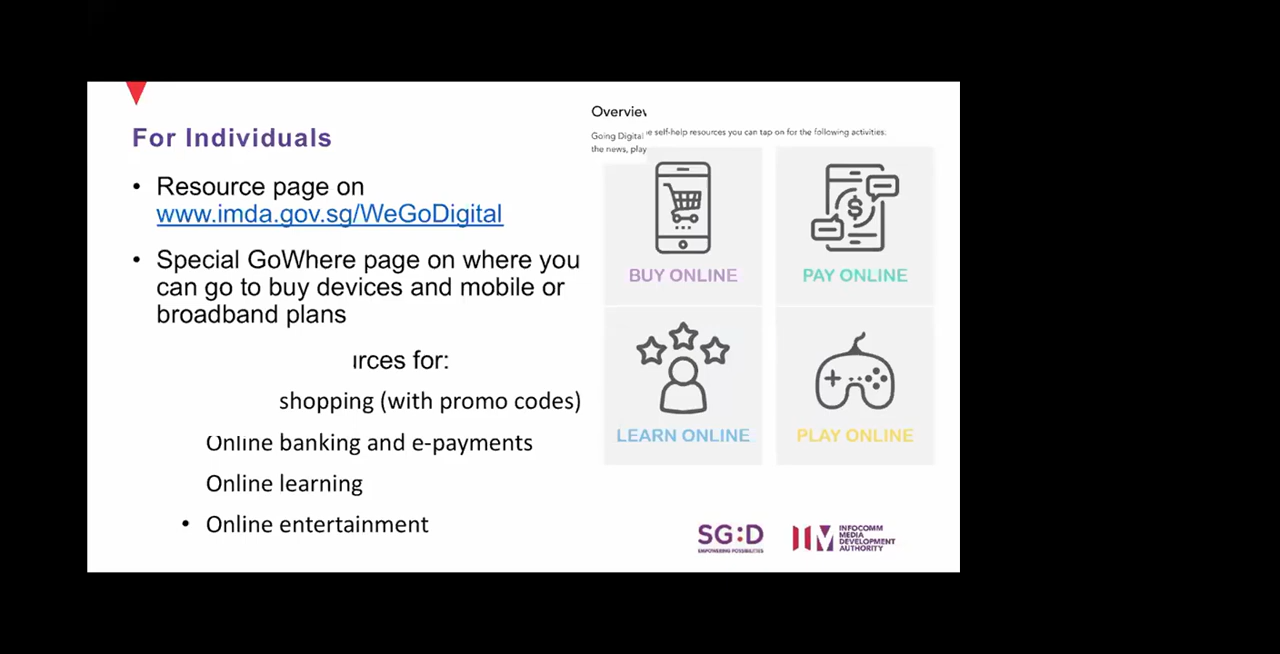 For Individuals
• Resource page on
www.imda.gov.sg/WeGoDigital
• Special GoWhere page on where you
can go to buy devices and mobile or
broadband plans
for:
shopping (with promo codes)
Online banking and e-payments
Online learning
• Online entertainment
Going Digital
self-help resources you can tap on for the following activities.
the news, play
BUY ONLINE
PAY ONLINE
LEARN ONLINE
PLAY ONLINE
SG:D
EMPOWERING POSSIBILITIES
IM
INFOCOMM
MEDIA
DEVELOPMENT
AUTHORITY